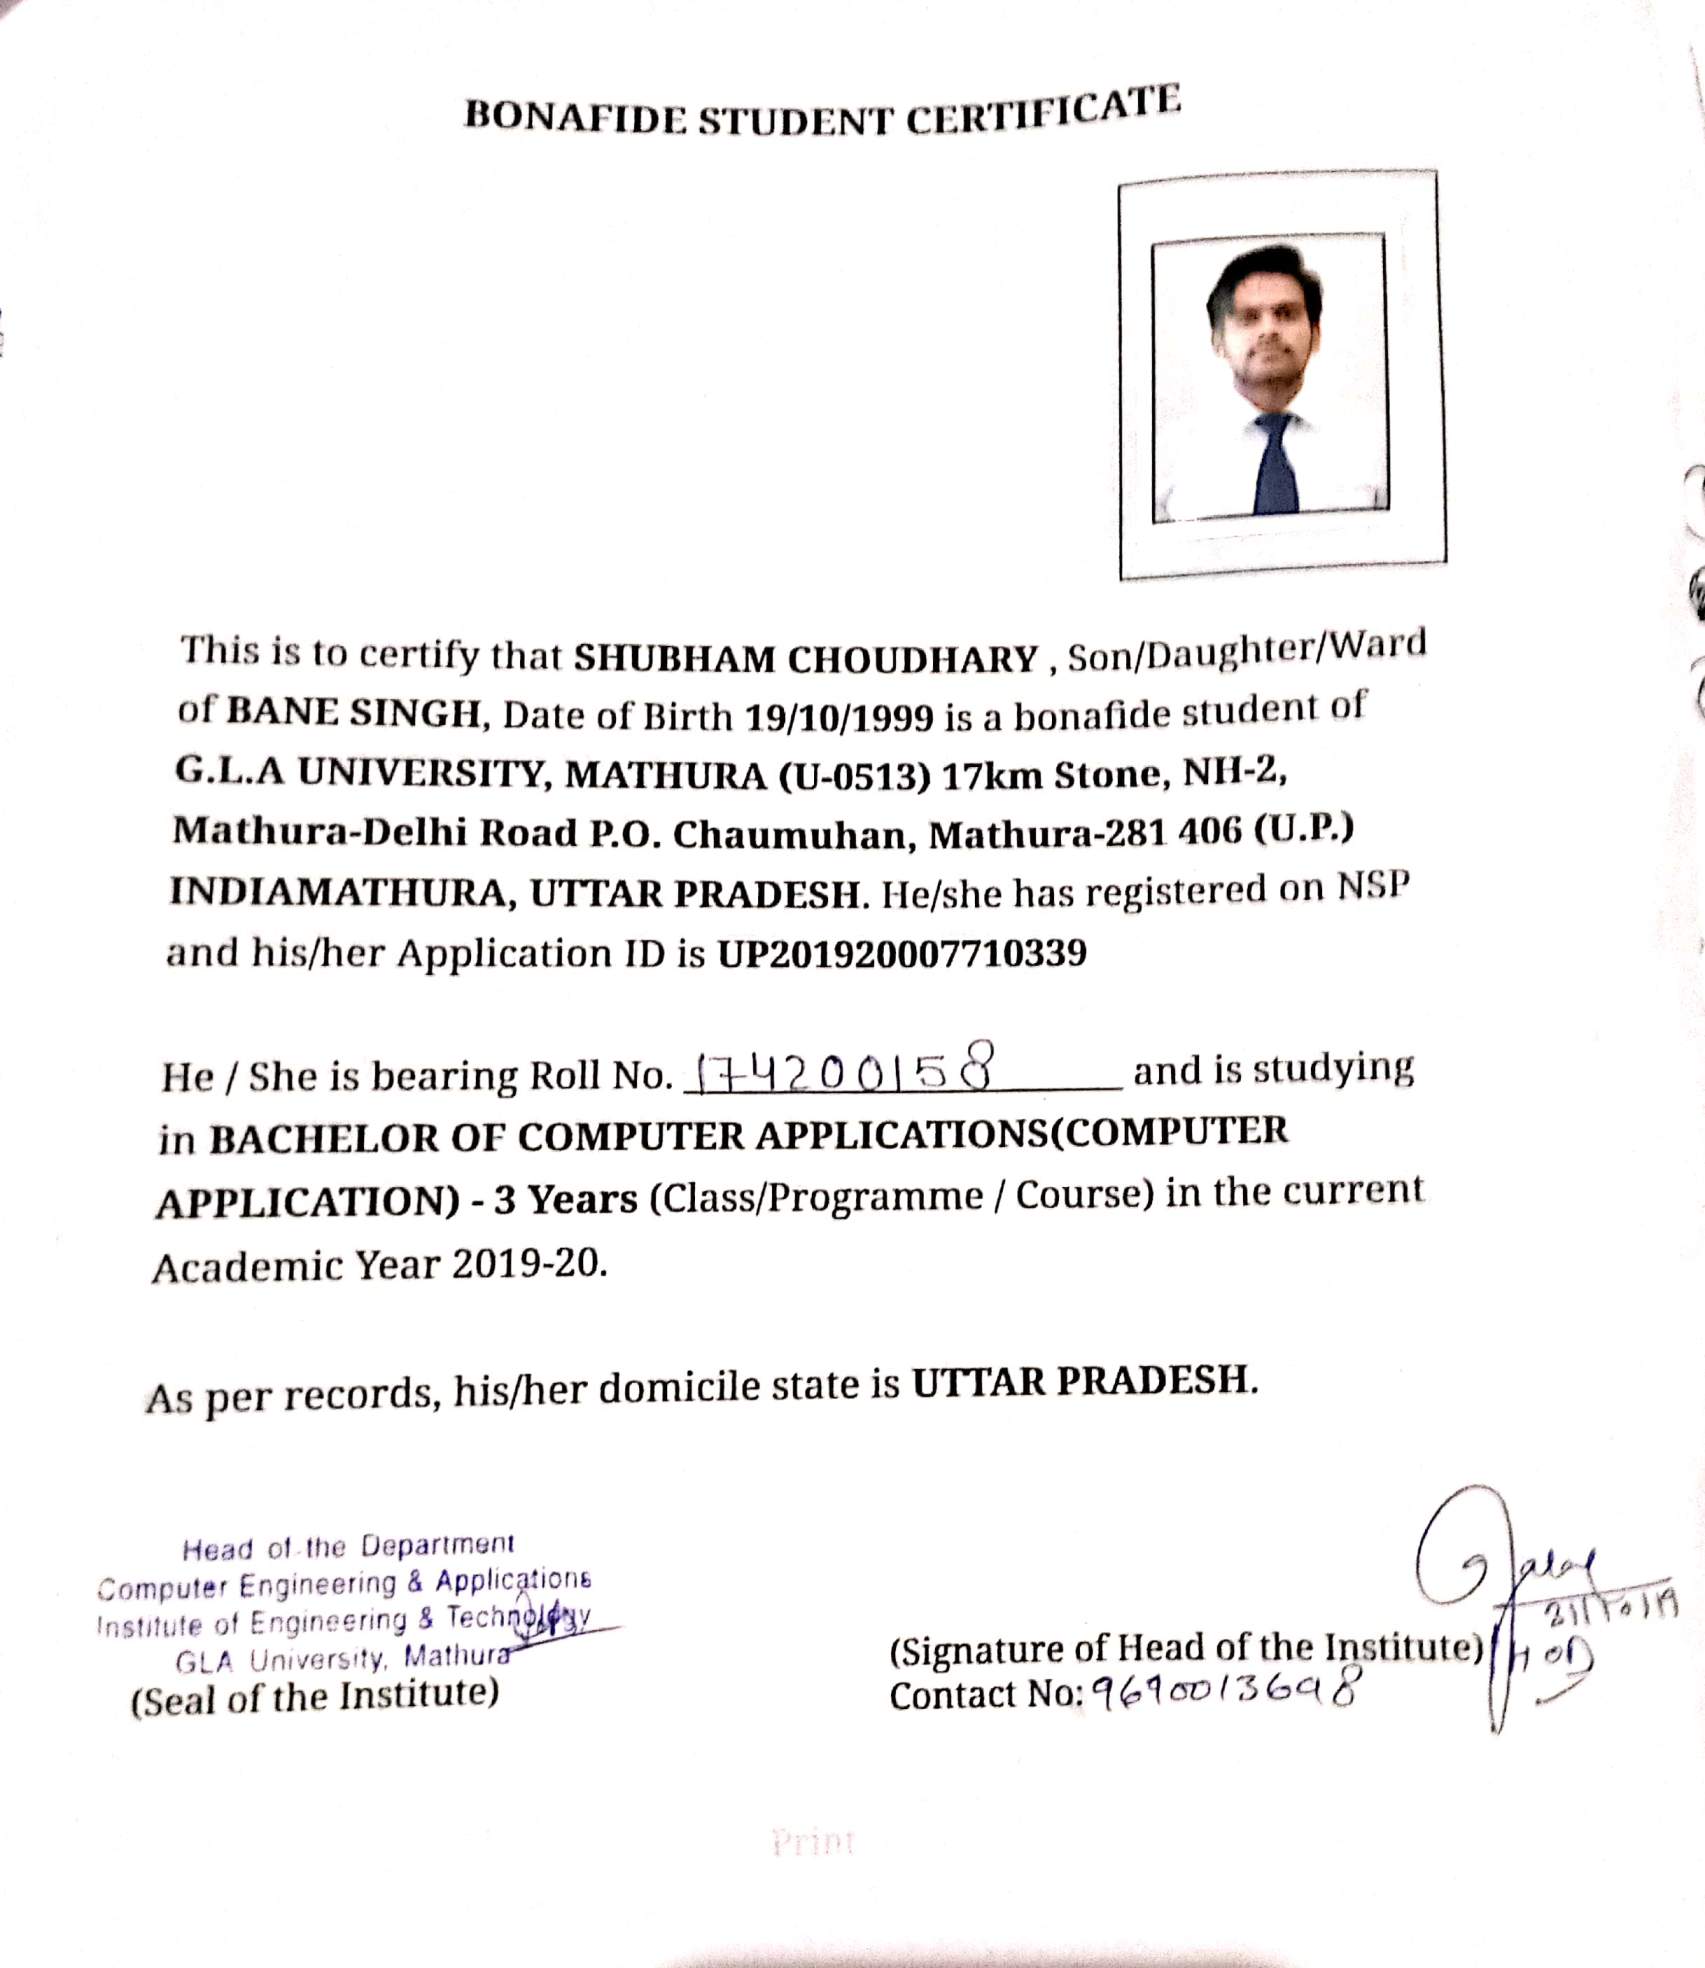 BONAFIDE STUDENT CERTIFICATE
This is to certify that SHUBHAM CHOUDHARY , Son/Daughter/Ward
of BANE SINGH, Date of Birth 19/10/1999 is a bonafide student of
G.L.A UNIVERSITY, MATHURA (U-0513) 17km Stone, NH-2,
Mathura-Delhi Road P.O. Chaumuhan, Mathura-281 406 (U.P.)
INDIAMATHURA, UTTAR PRADESH. He/she has registered on NSP
and his/her Application ID is UP201920007710339
He / She is bearing Roll No. 174200158 and is studying
in BACHELOR OF COMPUTER APPLICATIONS(COMPUTER
APPLICATION) - 3 Years (Class/Programme / Course) in the current
Academic Year 2019-20.
As per records, his/her domicile state is UTTAR PRADESH.
Head of the Department
Computer Engineering & Applications
Institute of Engineering & Technology
GLA University, Mathura
(Seal of the Institute)
(Signature of Head of the Institute) HOD
Contact No: 9690013698
Print